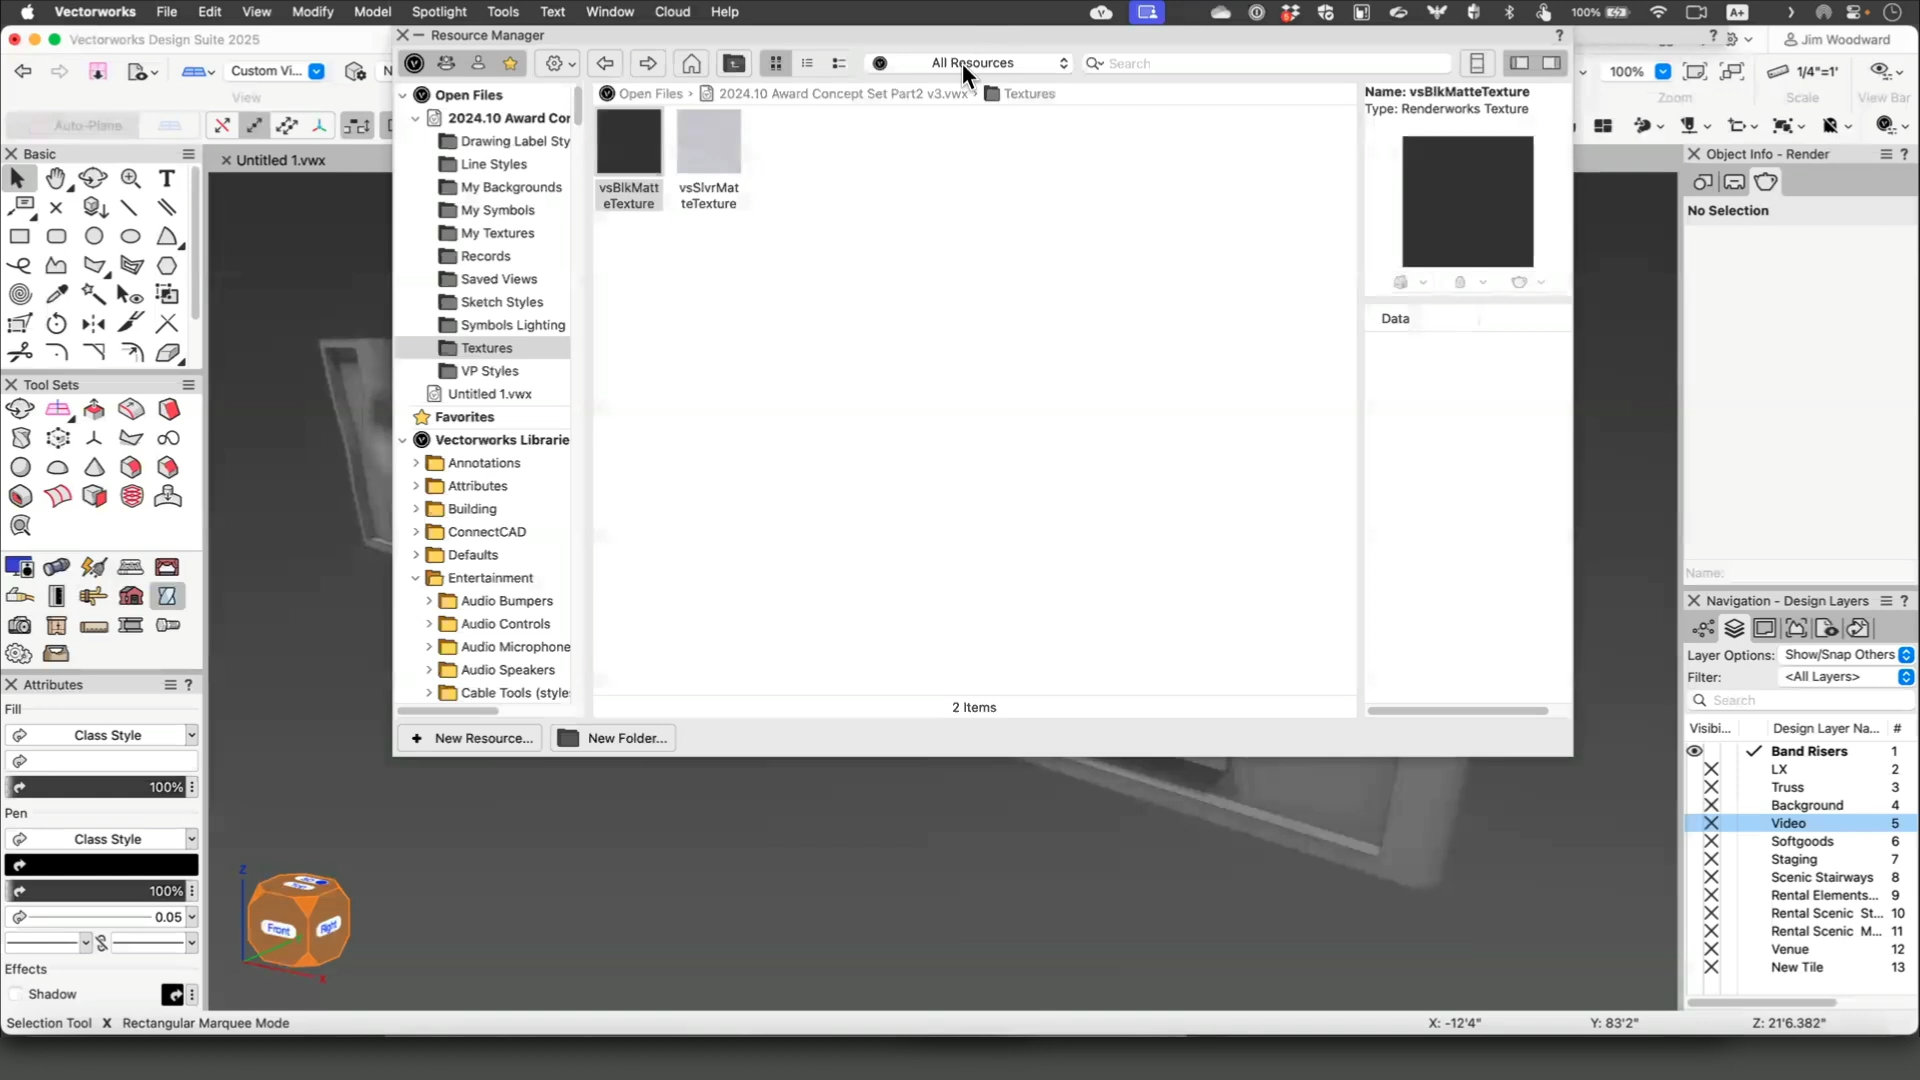 Vectorworks File Edit View Modify Model Spotlight Tools Text Window Cloud Help 100% A+
Vectorworks Design Suite 2025
Resource Manager ?
? Jim Woodward
Custom Vi...
N
All Resources
Search
100%
1/4"=1'
View
Zoom
Scale
View Bar
Auto-Plane
Open Files
2024.10 Award Cor
Drawing Label Sty
Line Styles
My Backgrounds
My Symbols
My Textures
Records
Saved Views
Sketch Styles
Symbols Lighting
Textures
VP Styles
Untitled 1.vwx
Favorites
Vectorworks Librarie
Annotations
Attributes
Building
ConnectCAD
Defaults
Entertainment
Audio Bumpers
Audio Controls
Audio Microphone
Audio Speakers
Cable Tools (style
Open Files › 2024.10 Award Concept Set Part2 v3.vwx › Textures
vsBlkMatt
eTexture
vsSlvrMat
teTexture
2 Items
+ New Resource...
New Folder...
Name: vsBlkMatteTexture
Type: Renderworks Texture
Data
Basic
Untitled 1.vwx
T
Tool Sets
Attributes ?
Fill
Class Style
100%
Pen
Class Style
100%
0.05
Effects
Shadow
Z
Front
Right
X
Object Info - Render ?
No Selection
Name:
Navigation - Design Layers ?
Layer Options: Show/Snap Others
Filter: <All Layers>
Search
Visibi... Design Layer Na... #
Band Risers 1
LX 2
Truss 3
Background 4
Video 5
Softgoods 6
Staging 7
Scenic Stairways 8
Rental Elements... 9
Rental Scenic St... 10
Rental Scenic M... 11
Venue 12
New Tile 13
Selection Tool X Rectangular Marquee Mode
X: -12'4" Y: 83'2" Z: 21'6.382"